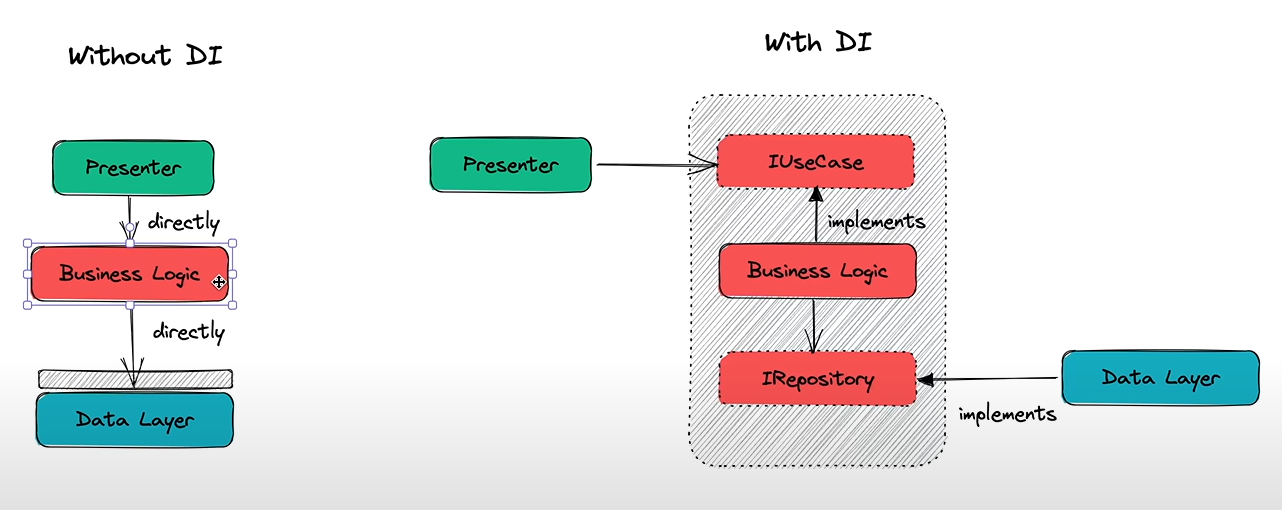 Without DI
Presenter
directly
Business Logic
directly
Data Layer
With DI
Presenter
IUseCase
implements
Business Logic
IRepository
implements
Data Layer